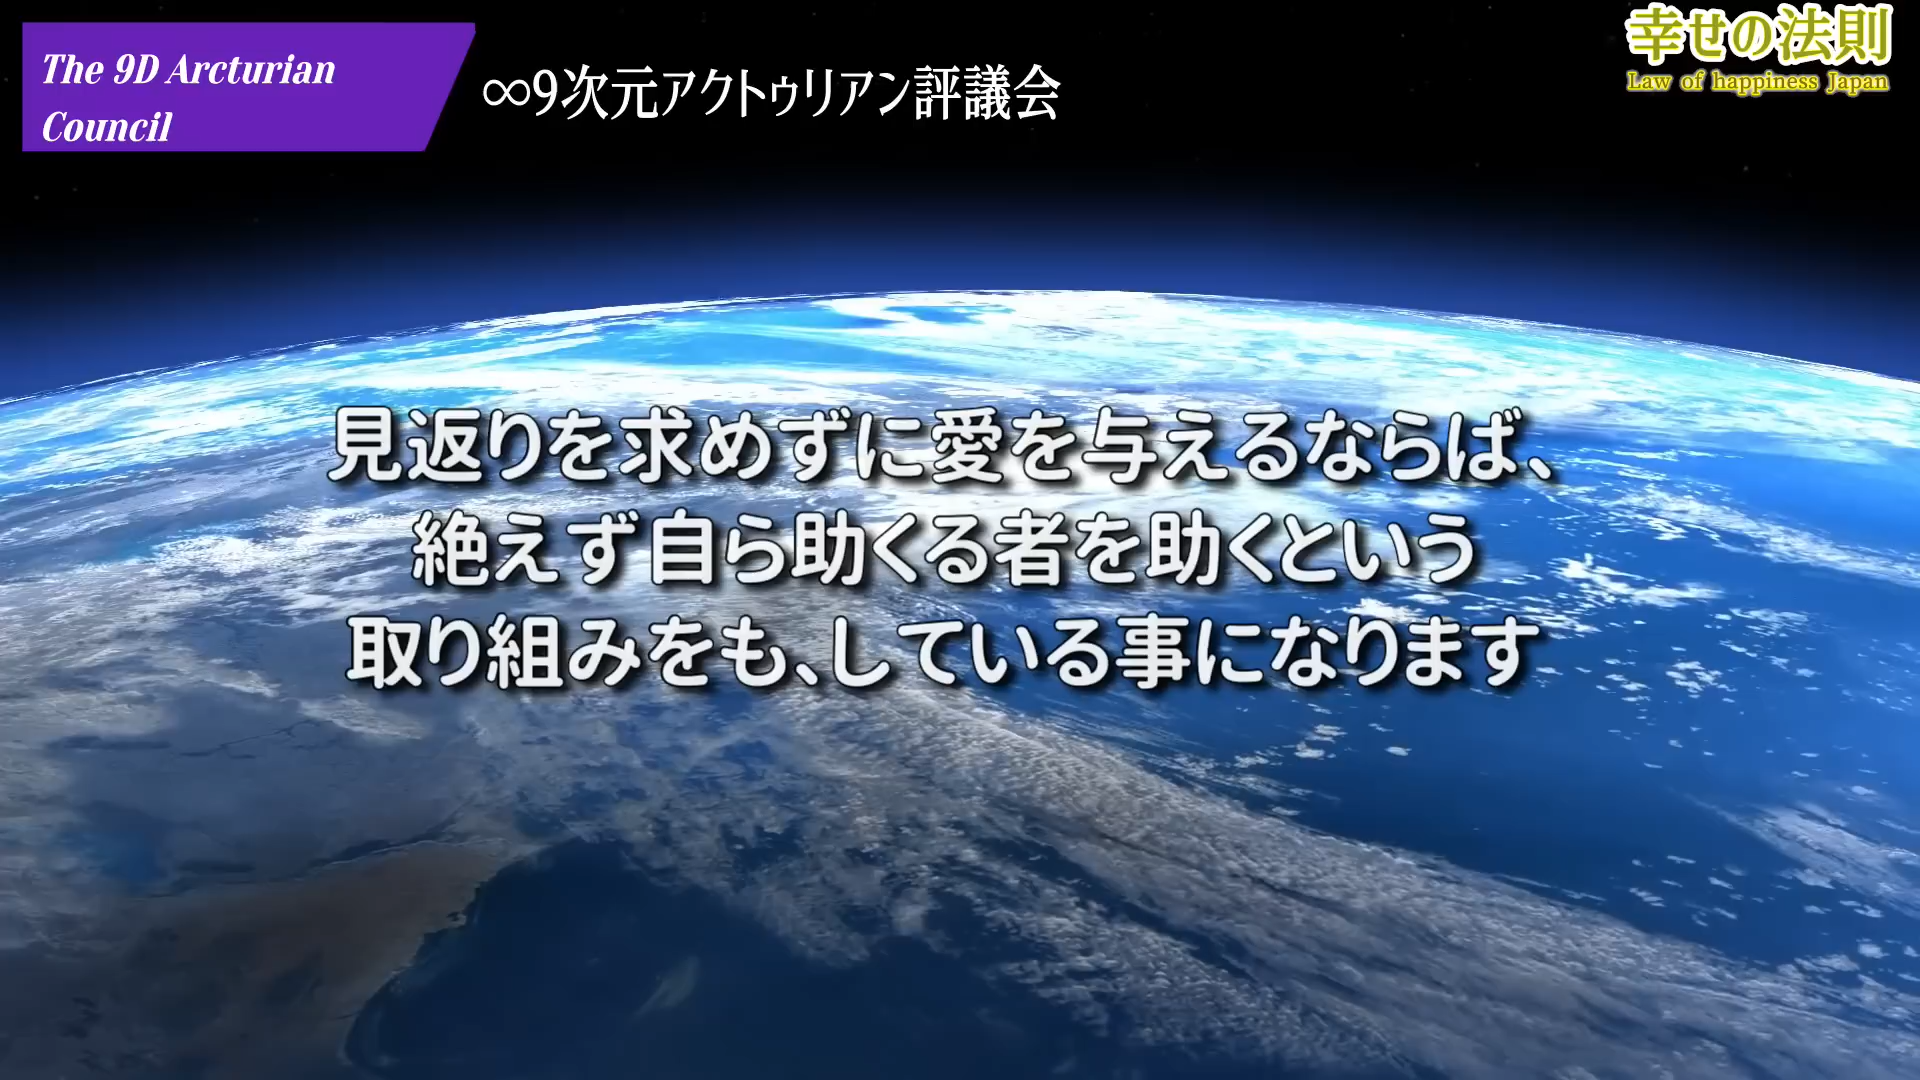 The 9D Arcturian
Council
∞9次元アクトゥリアン評議会
幸せの法則
Law of happiness Japan
見返りを求めずに愛を与えるならば、
絶えず自ら助くる者を助くという
取り組みをも、している事になります